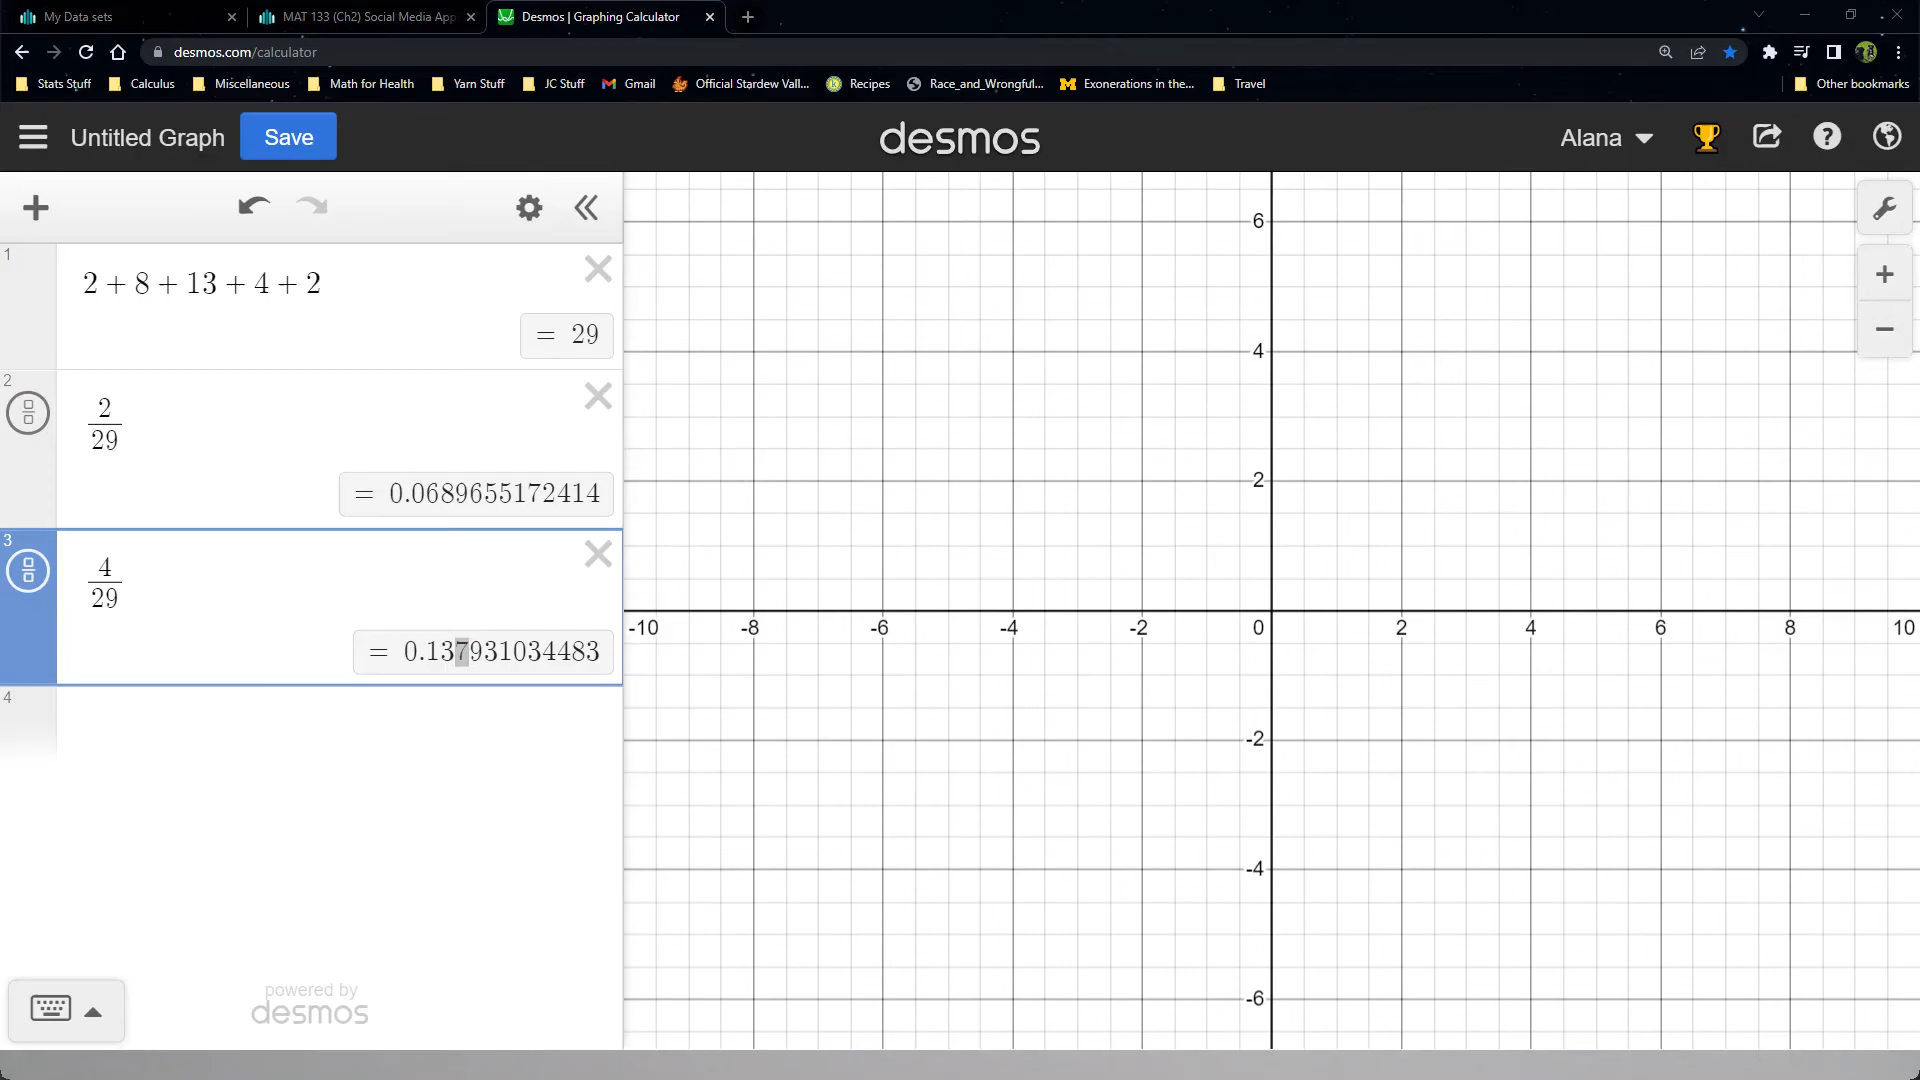 My Data sets
MAT 133 (Ch2) Social Media App
Desmos | Graphing Calculator
desmos.com/calculator
Stats Stuff
Calculus
Miscellaneous
Math for Health
Yarn Stuff
JC Stuff
Gmail
Official Stardew Vall...
Recipes
Race_and_Wrongful...
Exonerations in the...
Travel
Other bookmarks
Untitled Graph
Save
desmos
Alana
1
2 + 8 + 13 + 4 + 2
= 29
2
2
29
= 0.0689655172414
3
4
29
= 0.137931034483
4
powered by
desmos
6
4
2
-10 -8 -6 -4 -2 0 2 4 6 8 10
-2
-4
-6